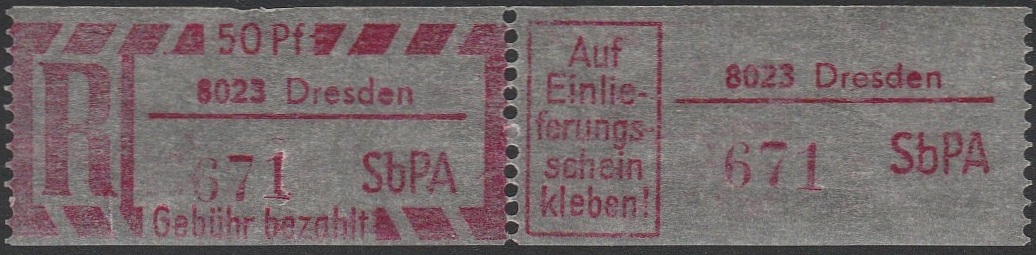 50 Pf
R
8023 Dresden
671 SbPA
Gebühr bezahlt
Auf
Einlie-
ferungs-
schein
kleben!
8023 Dresden
671 SbPA